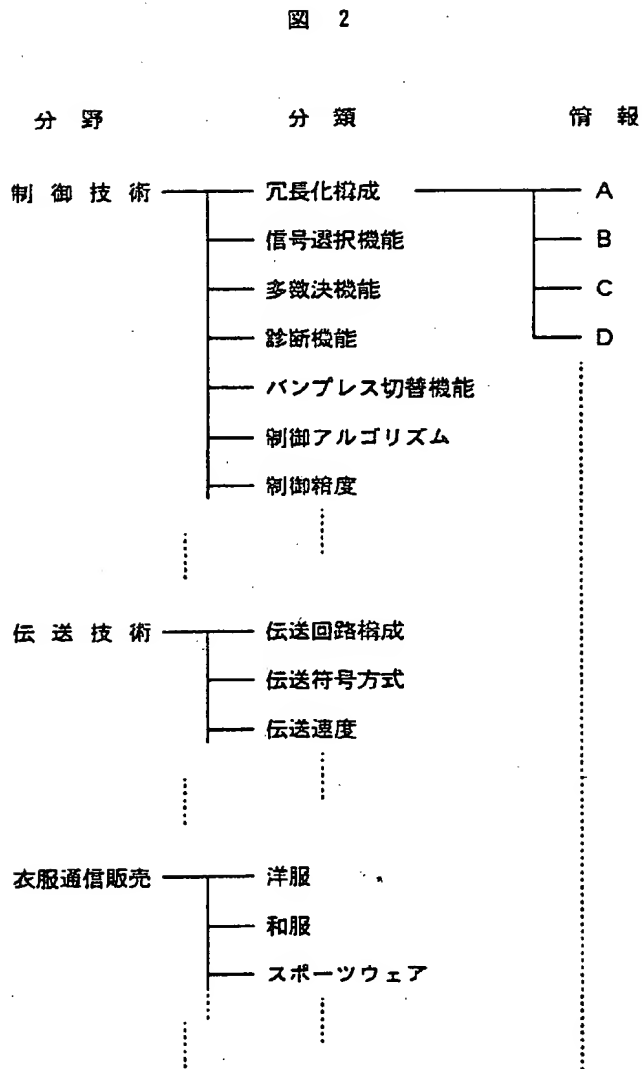 図 2
分 野 分 類 情 報
制 御 技 術 冗長化構成 A
信号選択機能 B
多数決機能 C
診断機能 D
バンプレス切替機能
制御アルゴリズム
制御精度
伝 送 技 術 伝送回路構成
伝送符号方式
伝送速度
衣服通信販売 洋服
和服
スポーツウェア